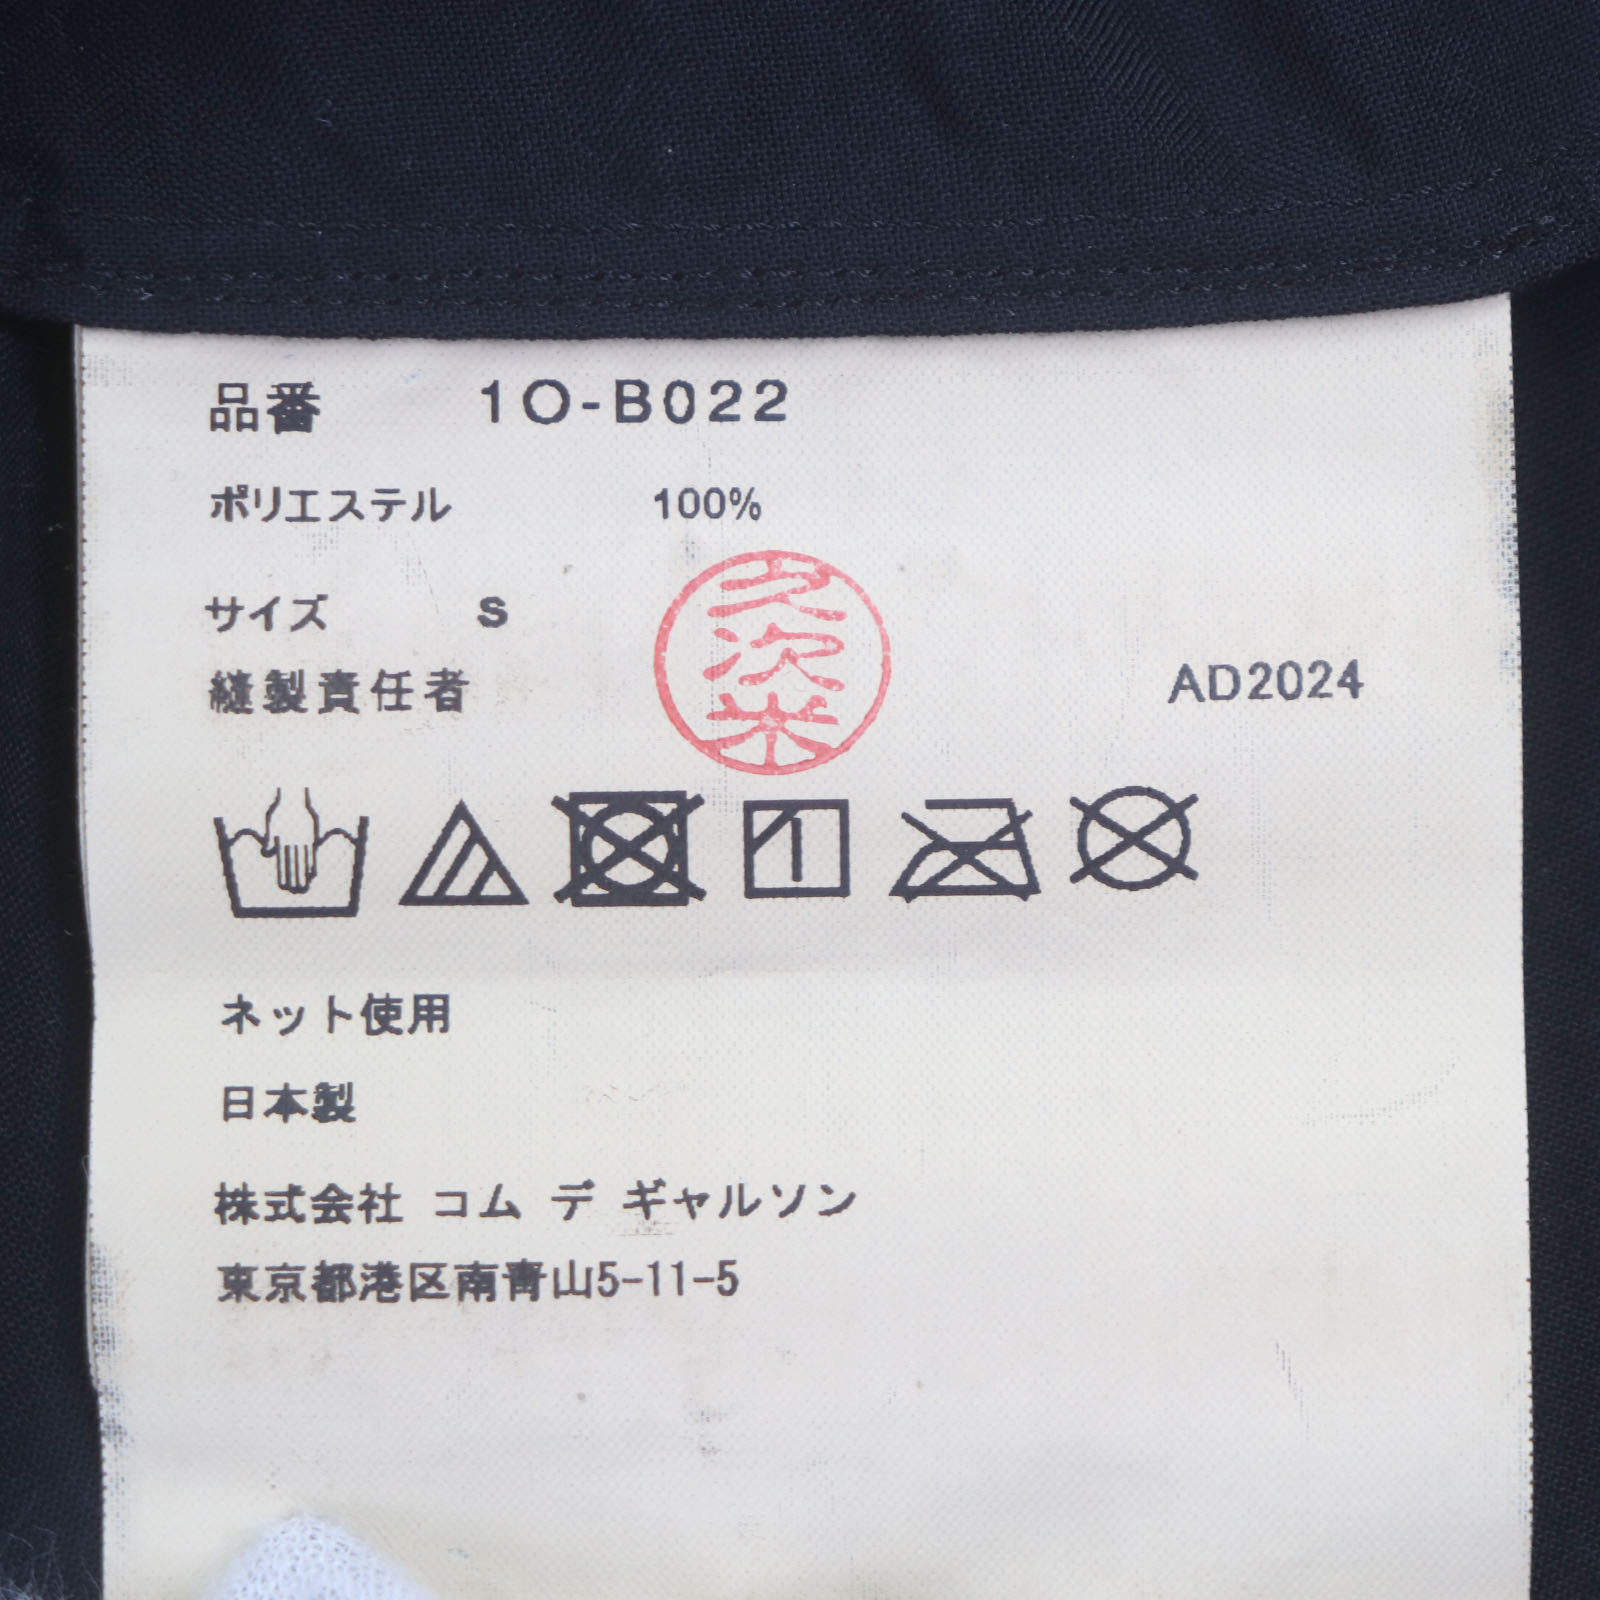 品番 1O-B022
ポリエステル 100%
サイズ S
縫製責任者 AD2024
ネット使用
日本製
株式会社 コム デ ギャルソン
東京都港区南青山5-11-5